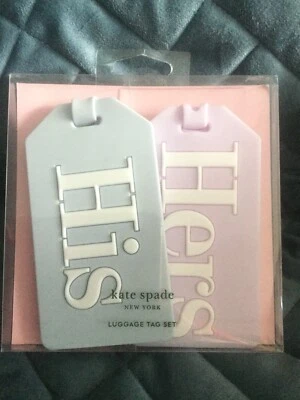 His
Hers
kate spade
NEW YORK
LUGGAGE TAG SET